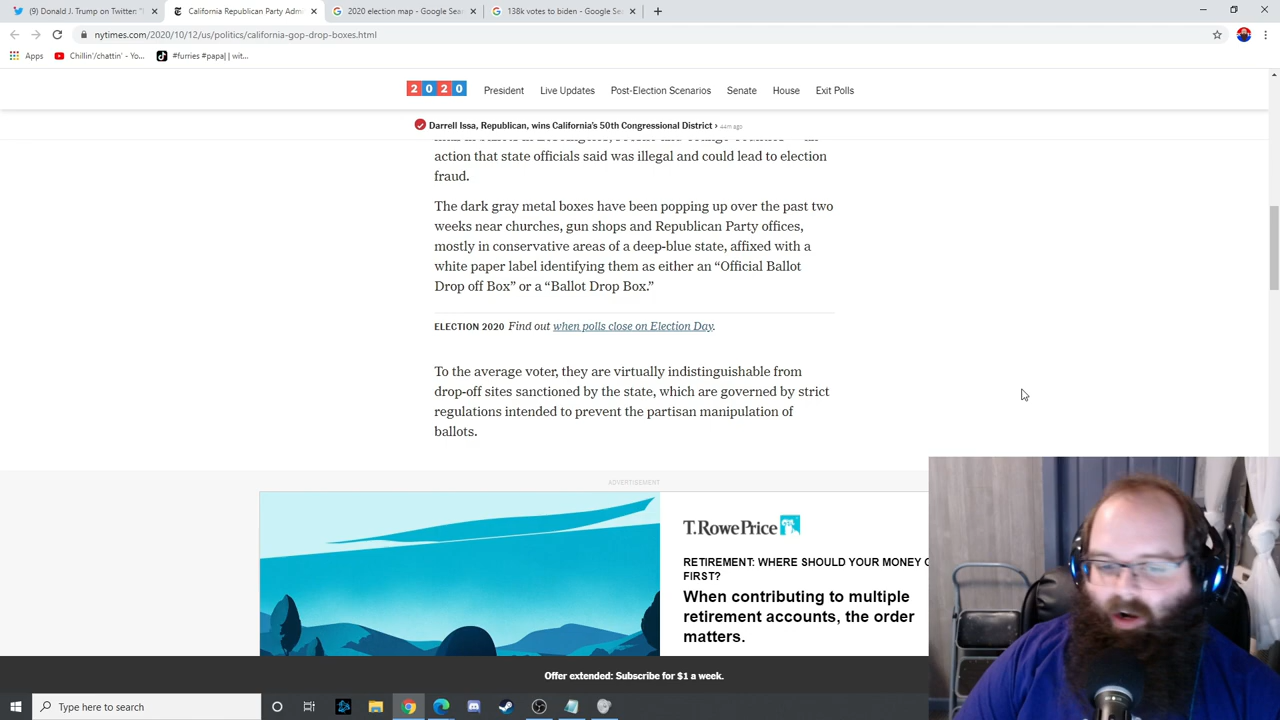 (9) Donald J. Trump on Twitter: "I
California Republican Party Admi
2020 election map - Google Sea
138k votes to biden - Google Se
nytimes.com/2020/10/12/us/politics/california-gop-drop-boxes.html
Apps
Chillin'/chattin' - Yo...
#furries #papa| | wit...
2020
President
Live Updates
Post-Election Scenarios
Senate
House
Exit Polls
Darrell Issa, Republican, wins California's 50th Congressional District › 44m ago
action that state officials said was illegal and could lead to election
fraud.
The dark gray metal boxes have been popping up over the past two
weeks near churches, gun shops and Republican Party offices,
mostly in conservative areas of a deep-blue state, affixed with a
white paper label identifying them as either an “Official Ballot
Drop off Box” or a “Ballot Drop Box.”
ELECTION 2020 Find out when polls close on Election Day.
To the average voter, they are virtually indistinguishable from
drop-off sites sanctioned by the state, which are governed by strict
regulations intended to prevent the partisan manipulation of
ballots.
ADVERTISEMENT
T.RowePrice
RETIREMENT: WHERE SHOULD YOUR MONEY G
FIRST?
When contributing to multiple
retirement accounts, the order
matters.
Offer extended: Subscribe for $1 a week.
Type here to search